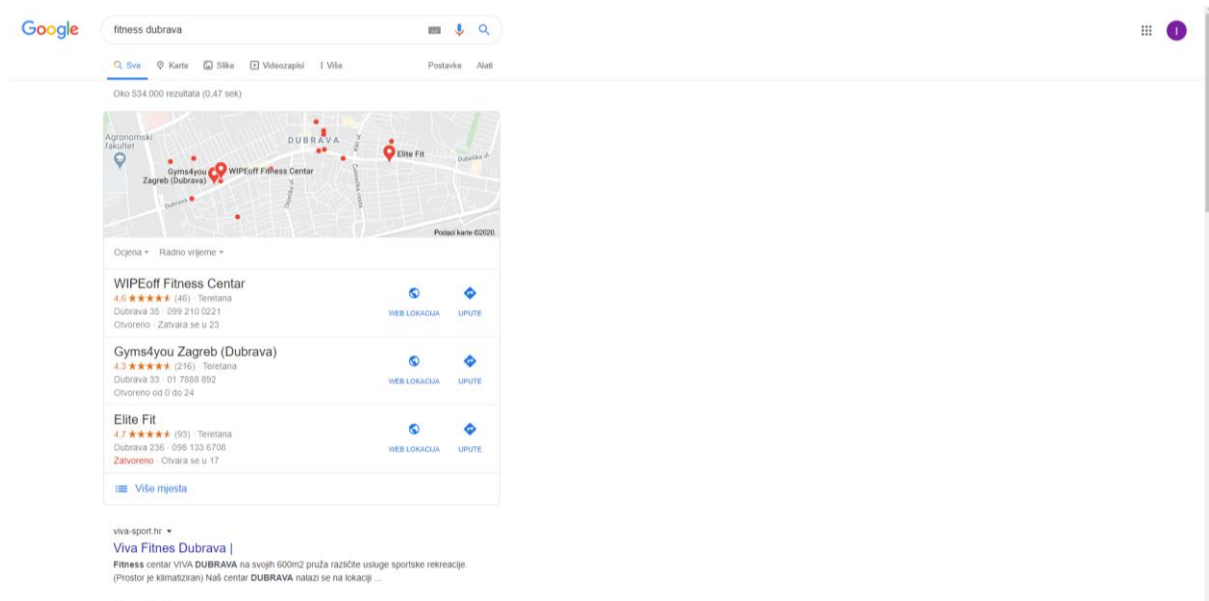 Google
fitness dubrava
I
Sve Karte Slike Videozapisi Više Postavke Alati
Oko 534.000 rezultata (0,47 sek)
Agronomski
fakultet
DUBRAVA
Elite Fit
Gyms4you
Zagreb (Dubrava)
WIPEoff Fitness Centar
Dubrava
Podaci karte ©2020.
Ocjena Radno vrijeme
WIPEoff Fitness Centar
4,6 (46) · Teretana
Dubrava 35 · 099 210 0221
Otvoreno · Zatvara se u 23
WEB LOKACIJA UPUTE
Gyms4you Zagreb (Dubrava)
4,3 (216) · Teretana
Dubrava 33 · 01 7888 892
Otvoreno od 0 do 24
WEB LOKACIJA UPUTE
Elite Fit
4,7 (93) · Teretana
Dubrava 236 · 098 133 6708
Zatvoreno · Otvara se u 17
WEB LOKACIJA UPUTE
Više mjesta
viva-sport.hr
Viva Fitnes Dubrava |
Fitness centar VIVA DUBRAVA na svojih 600m2 pruža različite usluge sportske rekreacije.
(Prostor je klimatiziran) Naš centar DUBRAVA nalazi se na lokaciji ...